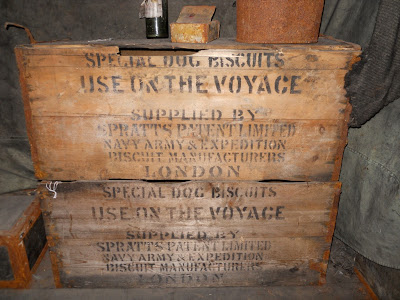 SPECIAL DOG BISCUITS
USE ON THE VOYAGE
SUPPLIED BY
SPRATTS PATENT LIMITED
NAVY ARMY & EXPEDITION
BISCUIT MANUFACTURERS
LONDON
SPECIAL DOG BISCUITS
USE ON THE VOYAGE
SUPPLIED BY
SPRATTS PATENT LIMITED
NAVY ARMY & EXPEDITION
BISCUIT MANUFACTURERS
LONDON